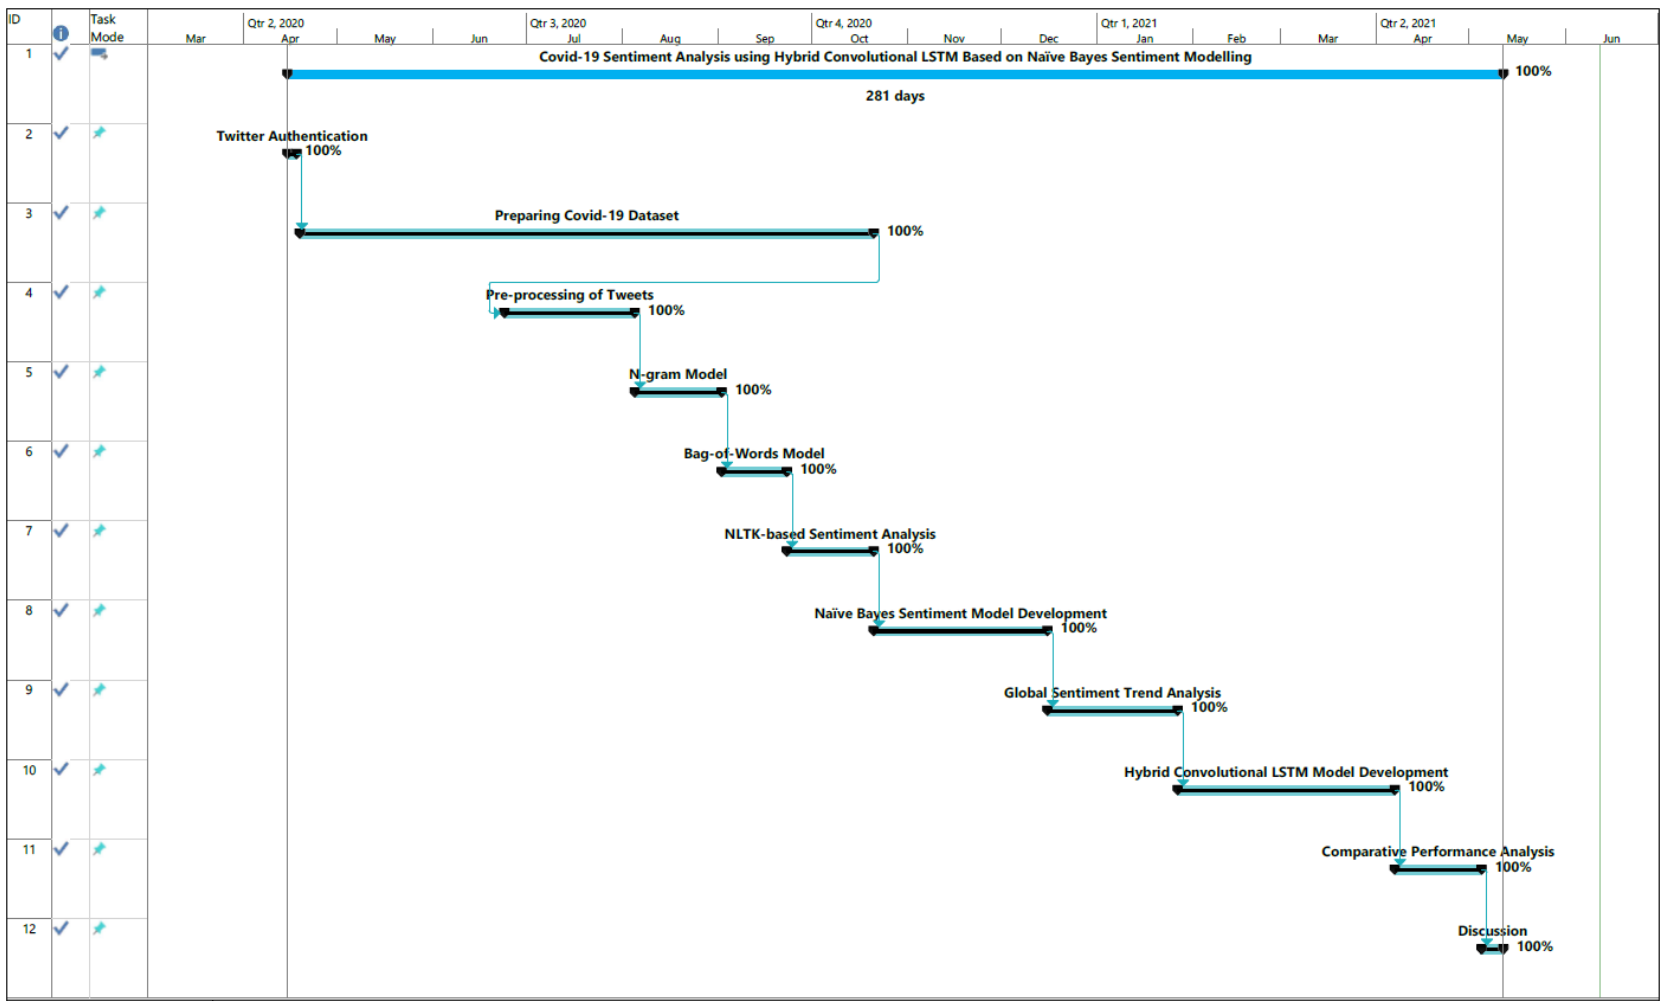 ID Task Mode
Qtr 2, 2020 Qtr 3, 2020 Qtr 4, 2020 Qtr 1, 2021 Qtr 2, 2021
Mar Apr May Jun Jul Aug Sep Oct Nov Dec Jan Feb Mar Apr May Jun
1
Covid-19 Sentiment Analysis using Hybrid Convolutional LSTM Based on Naïve Bayes Sentiment Modelling
100%
281 days
2
Twitter Authentication
100%
3
Preparing Covid-19 Dataset
100%
4
Pre-processing of Tweets
100%
5
N-gram Model
100%
6
Bag-of-Words Model
100%
7
NLTK-based Sentiment Analysis
100%
8
Naïve Bayes Sentiment Model Development
100%
9
Global Sentiment Trend Analysis
100%
10
Hybrid Convolutional LSTM Model Development
100%
11
Comparative Performance Analysis
100%
12
Discussion
100%